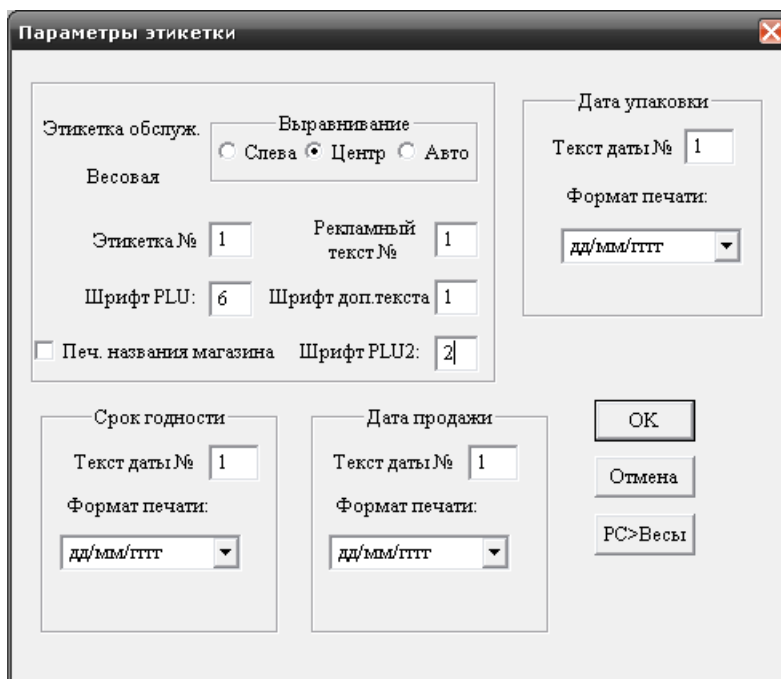 Параметры этикетки
Этикетка обслуж.
Весовая
Выравнивание
Слева Центр Авто
Этикетка № 1
Рекламный
текст № 1
Шрифт PLU: 6
Шрифт доп.текста 1
Печ. названия магазина
Шрифт PLU2: 2
Дата упаковки
Текст даты № 1
Формат печати:
дд/мм/гггг
Срок годности
Текст даты № 1
Формат печати:
дд/мм/гггг
Дата продажи
Текст даты № 1
Формат печати:
дд/мм/гггг
OK
Отмена
PC>Весы